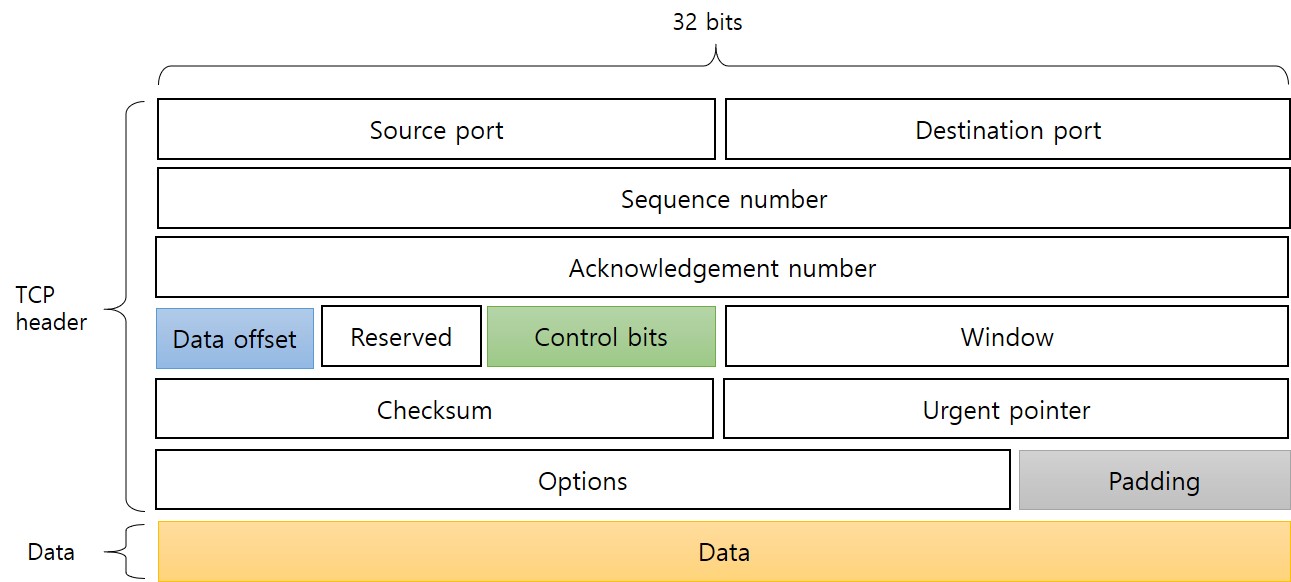 32 bits
Source port
Destination port
Sequence number
Acknowledgement number
TCP
header
Data offset
Reserved
Control bits
Window
Checksum
Urgent pointer
Options
Padding
Data
Data